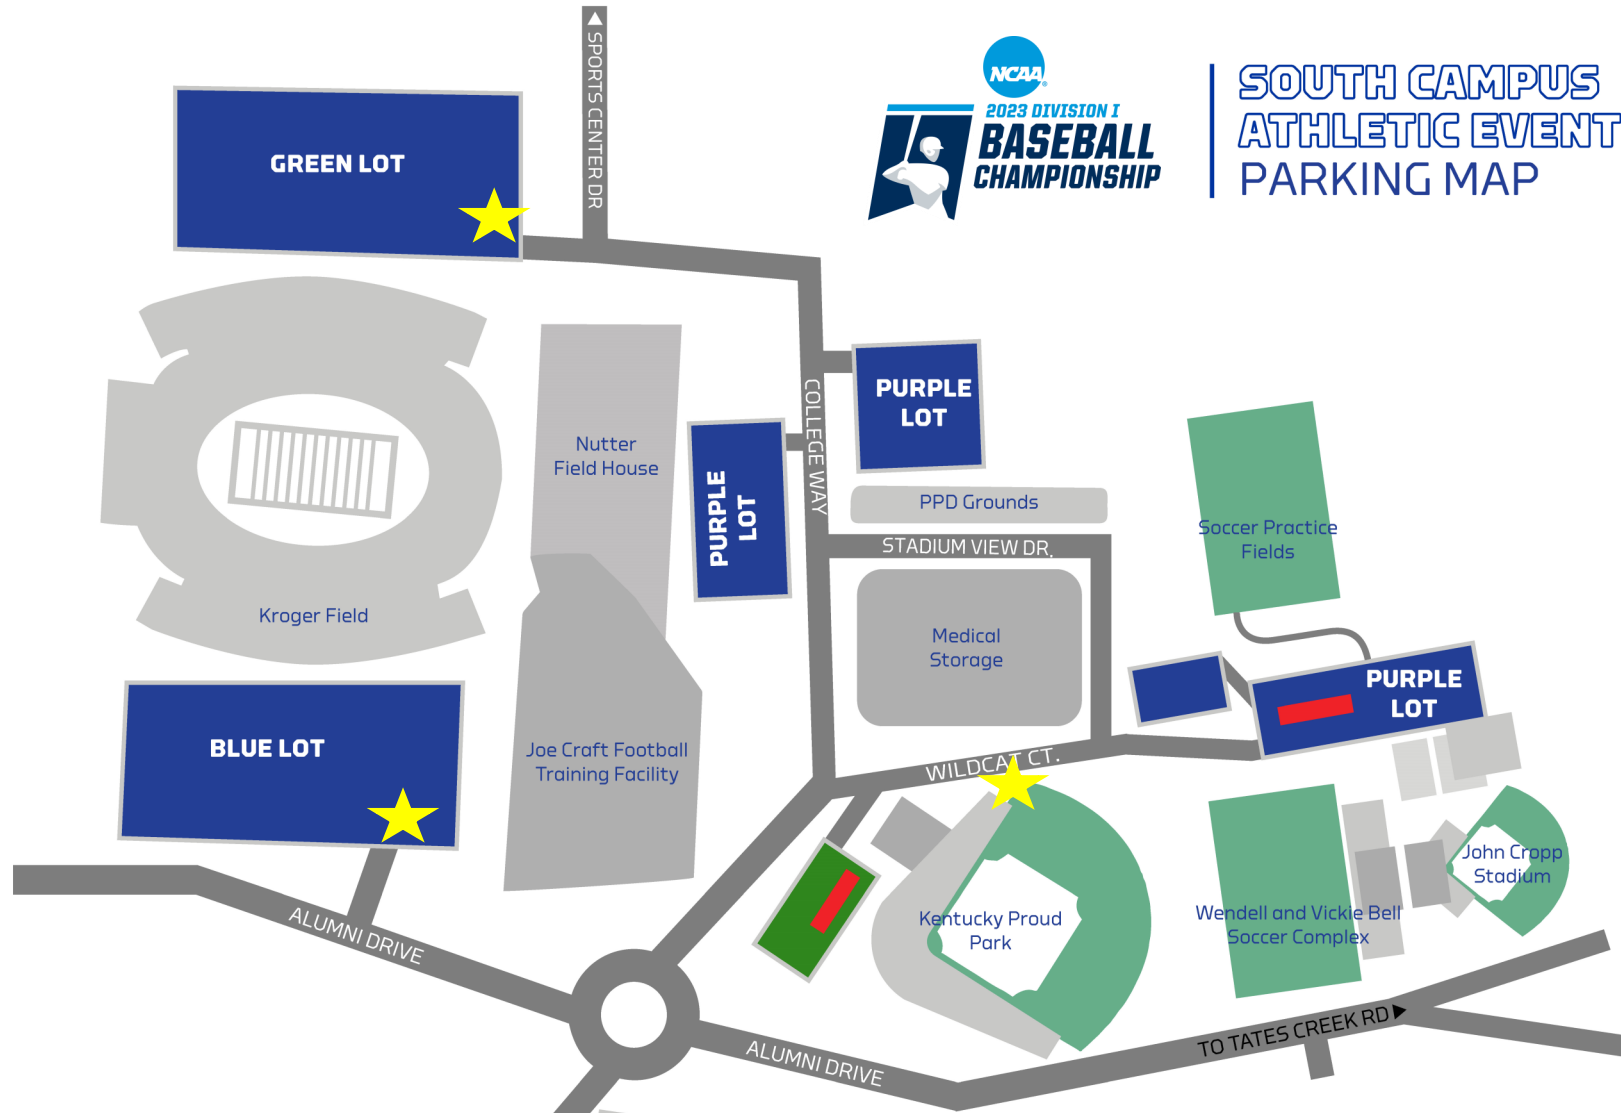 NCAA
2023 DIVISION I
BASEBALL
CHAMPIONSHIP
SOUTH CAMPUS
ATHLETIC EVENT
PARKING MAP
SPORTS CENTER DR
GREEN LOT
PURPLE
LOT
COLLEGE WAY
Nutter
Field House
PURPLE
LOT
PPD Grounds
STADIUM VIEW DR.
Soccer Practice
Fields
Kroger Field
Medical
Storage
PURPLE
LOT
BLUE LOT
Joe Craft Football
Training Facility
WILDCAT CT.
John Cropp
Stadium
Kentucky Proud
Park
Wendell and Vickie Bell
Soccer Complex
ALUMNI DRIVE
TO TATES CREEK RD
ALUMNI DRIVE